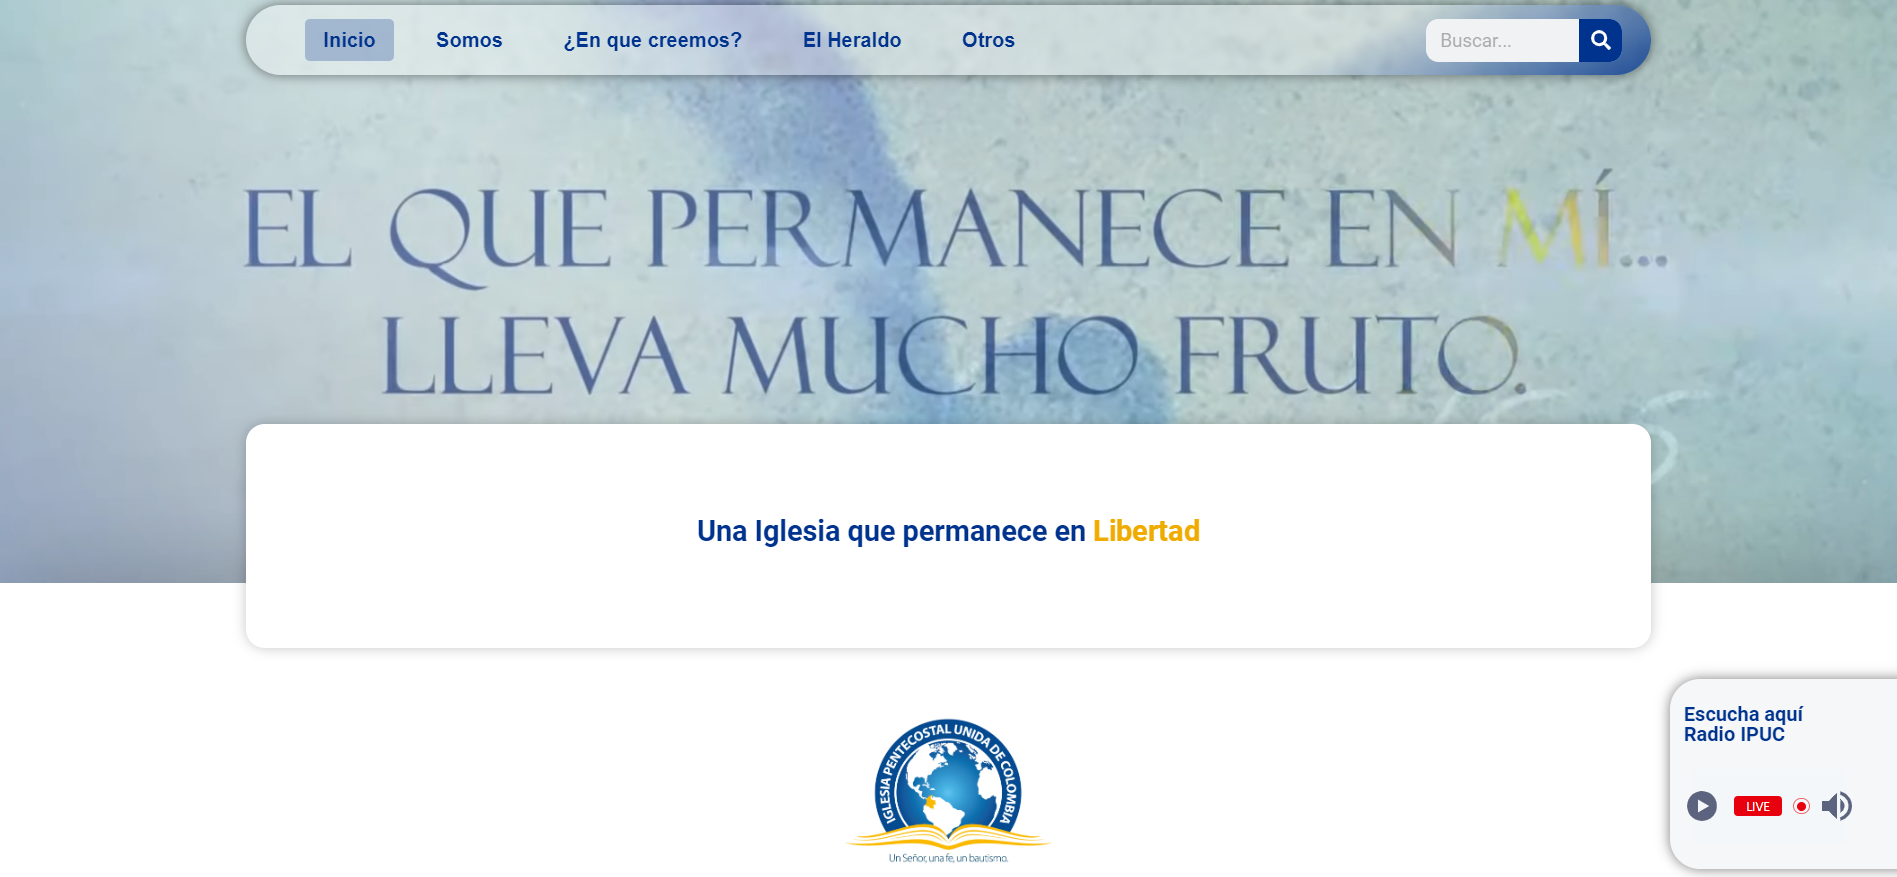 Inicio Somos ¿En que creemos? El Heraldo Otros Buscar...
EL QUE PERMANECE EN MÍ...
LLEVA MUCHO FRUTO.
Una Iglesia que permanece en Libertad
Escucha aquí
Radio IPUC
LIVE
IGLESIA PENTECOSTAL UNIDA DE COLOMBIA
Un Señor, una fe, un bautismo.